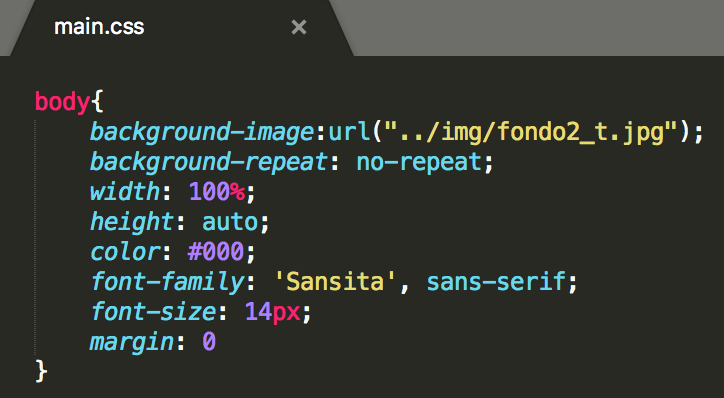 main.css ×
body{
background-image:url("../img/fondo2_t.jpg");
background-repeat: no-repeat;
width: 100%;
height: auto;
color: #000;
font-family: 'Sansita', sans-serif;
font-size: 14px;
margin: 0
}